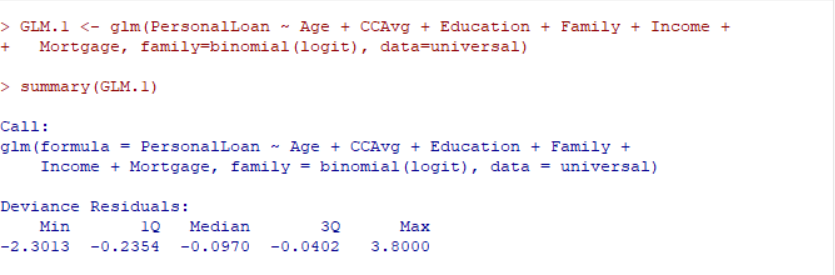 > GLM.1 <- glm(PersonalLoan ~ Age + CCAvg + Education + Family + Income +
+   Mortgage, family=binomial(logit), data=universal)
> summary(GLM.1)
Call:
glm(formula = PersonalLoan ~ Age + CCAvg + Education + Family +
    Income + Mortgage, family = binomial(logit), data = universal)
Deviance Residuals:
    Min       1Q   Median       3Q      Max
-2.3013  -0.2354  -0.0970  -0.0402   3.8000